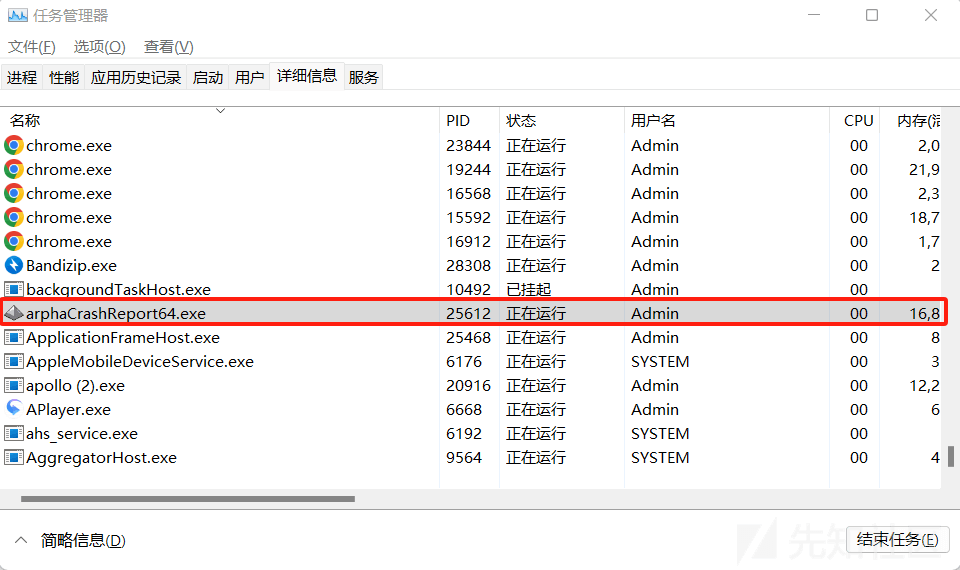 任务管理器
文件(F) 选项(O) 查看(V)
进程 性能 应用历史记录 启动 用户 详细信息 服务
名称 PID 状态 用户名 CPU 内存(活
chrome.exe 23844 正在运行 Admin 00 2,0
chrome.exe 19244 正在运行 Admin 00 21,9
chrome.exe 16568 正在运行 Admin 00 2,3
chrome.exe 15592 正在运行 Admin 00 18,7
chrome.exe 16912 正在运行 Admin 00 1,7
Bandizip.exe 28308 正在运行 Admin 00 2
backgroundTaskHost.exe 10492 已挂起 Admin 00
arphaCrashReport64.exe 25612 正在运行 Admin 00 16,8
ApplicationFrameHost.exe 25468 正在运行 Admin 00 8
AppleMobileDeviceService.exe 6176 正在运行 SYSTEM 00 3
apollo (2).exe 20916 正在运行 Admin 00 12,2
APlayer.exe 6668 正在运行 Admin 00 6
ahs_service.exe 6192 正在运行 SYSTEM 00
AggregatorHost.exe 9564 正在运行 SYSTEM 00 4
简略信息(D) 结束任务(E)
先知社区